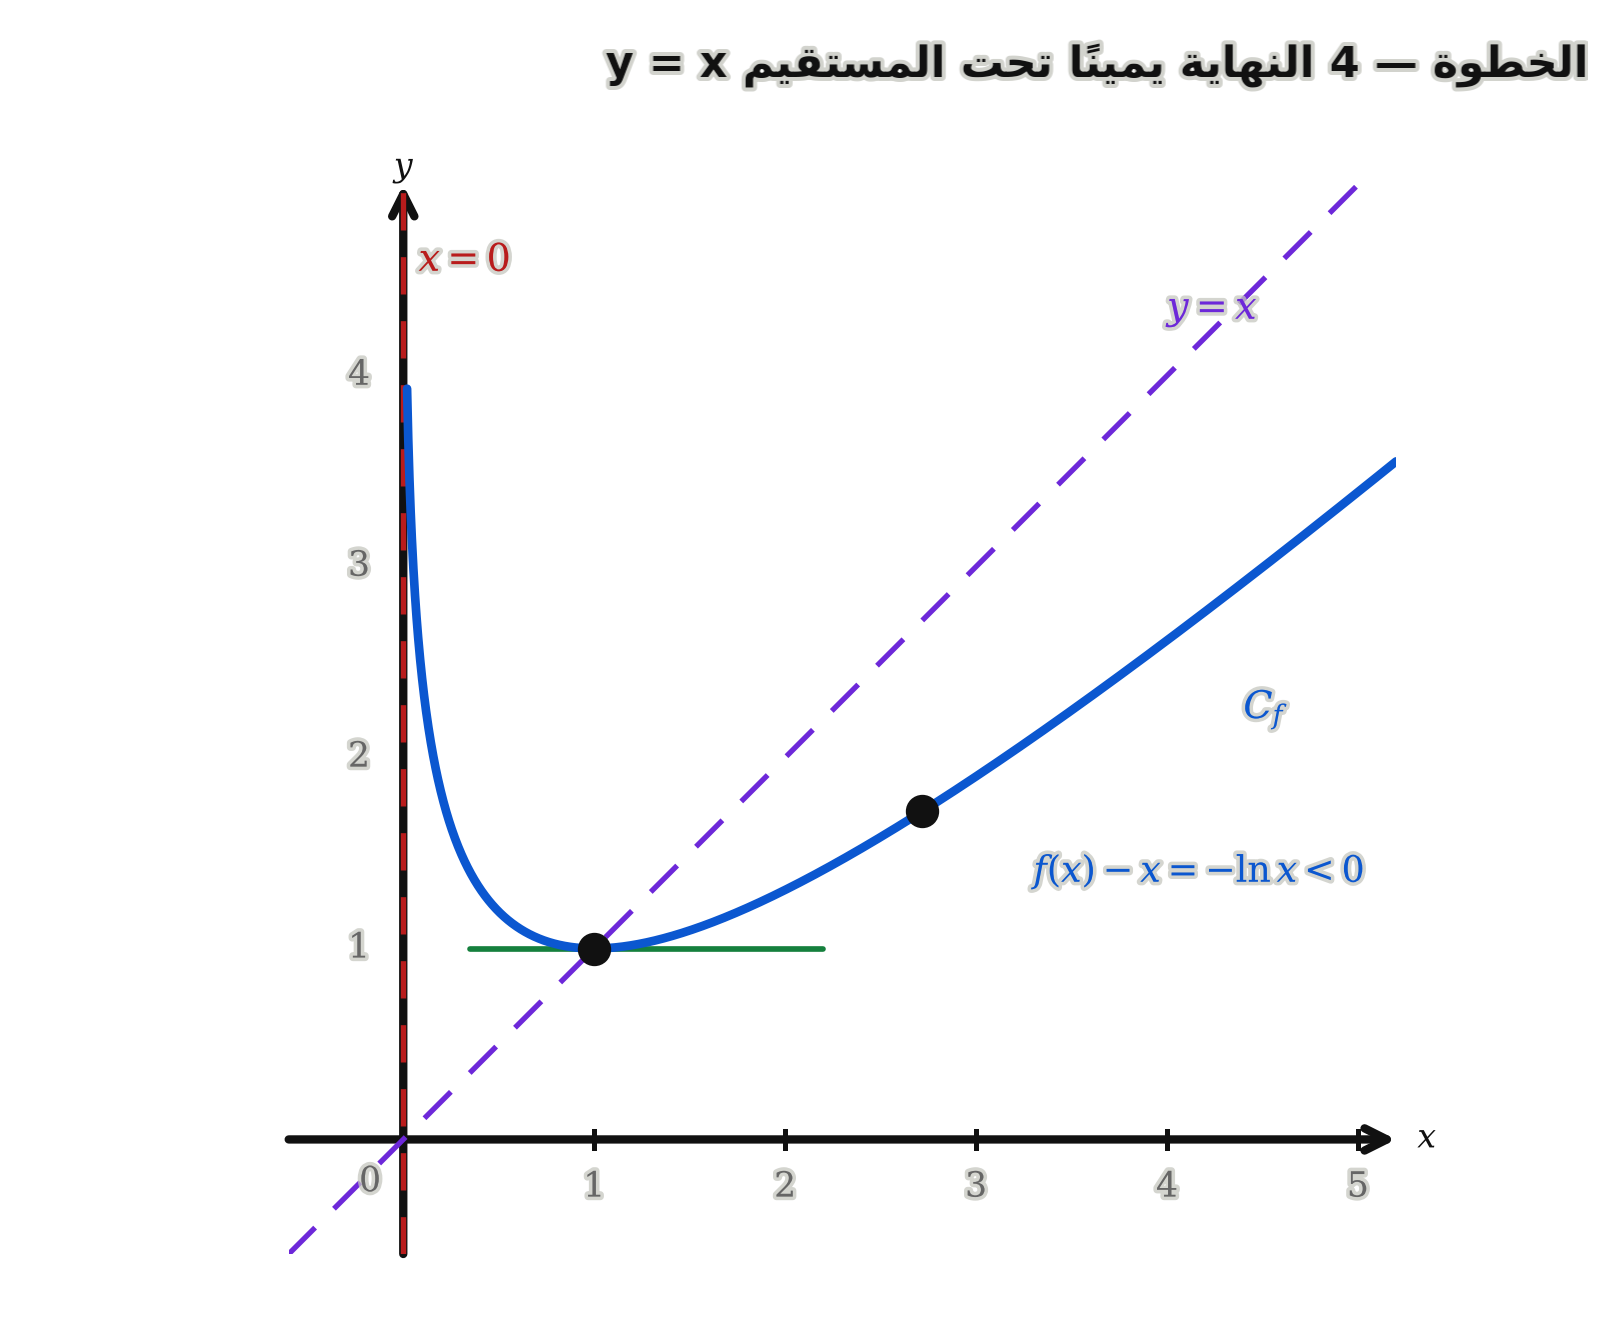 الخطوة — 4 النهاية يمينًا تحت المستقيم y = x
y
x = 0
y = x
4
3
2
1
C_f
f(x) − x = −ln x < 0
x
0
1
2
3
4
5